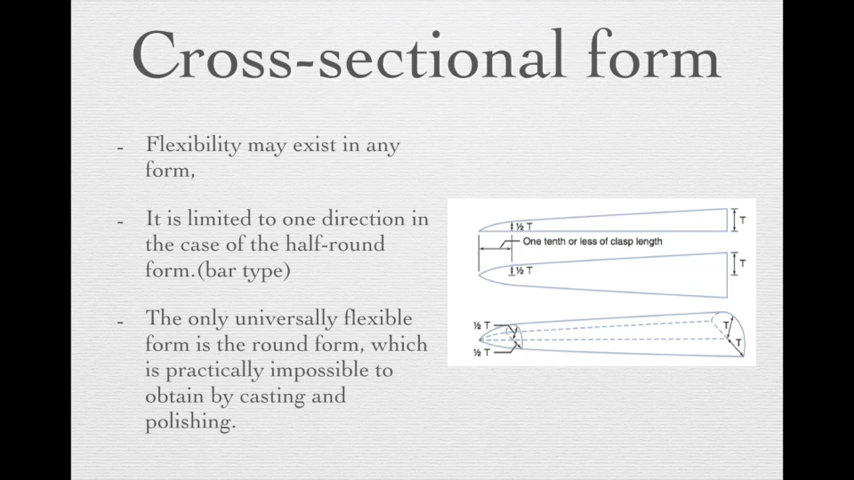 Cross-sectional form
- Flexibility may exist in any
form,
- It is limited to one direction in
the case of the half-round
form.(bar type)
- The only universally flexible
form is the round form, which
is practically impossible to
obtain by casting and
polishing.
½ T
T
One tenth or less of clasp length
½ T
T
½ T
T
T
½ T